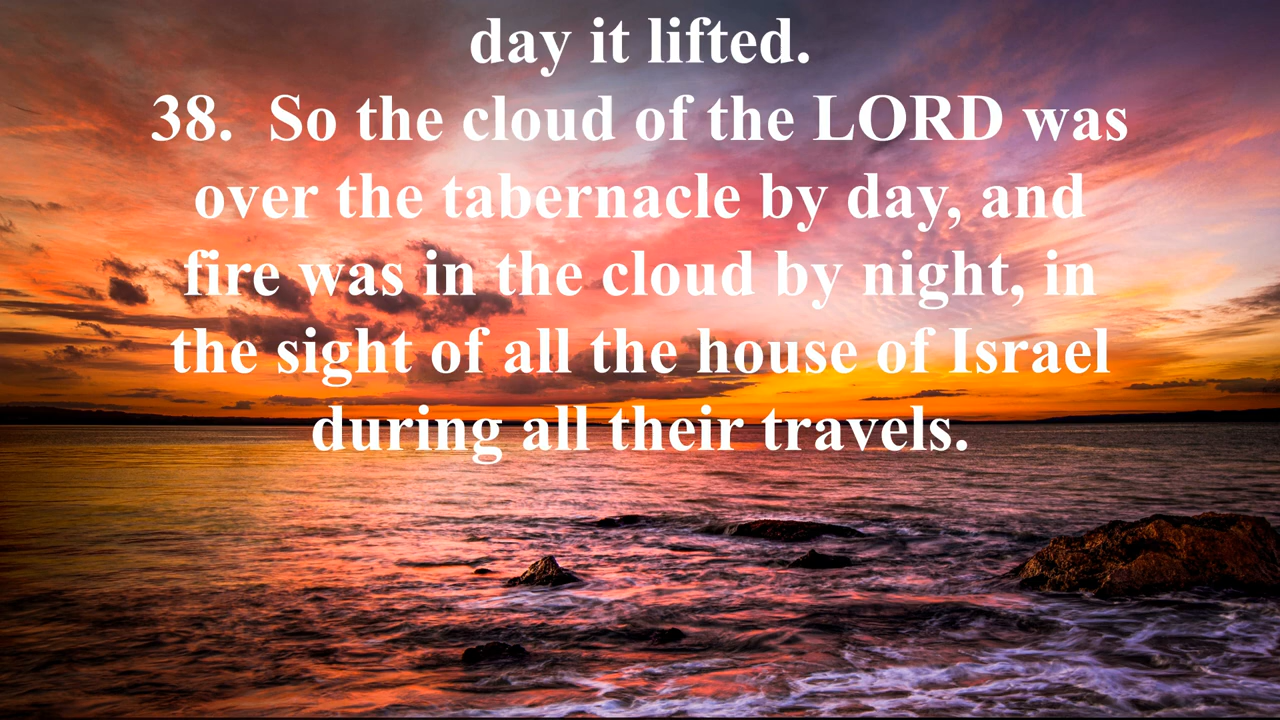 day it lifted.
38.  So the cloud of the LORD was
over the tabernacle by day, and
fire was in the cloud by night, in
the sight of all the house of Israel
during all their travels.